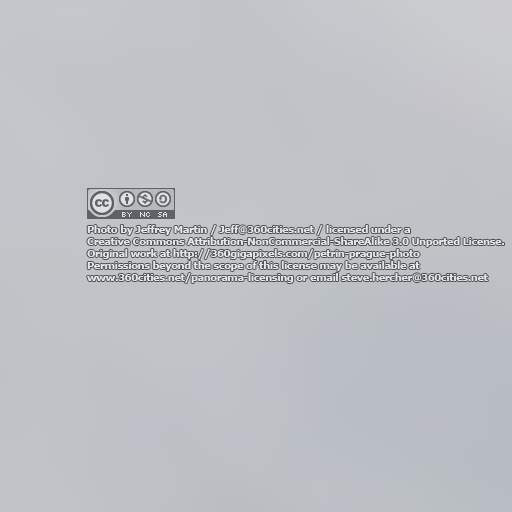 cc
BY NC SA
Photo by Jeffrey Martin / Jeff@360cities.net / licensed under a
Creative Commons Attribution-NonCommercial-ShareAlike 3.0 Unported License.
Original work at http://360gigapixels.com/petrin-prague-photo
Permissions beyond the scope of this license may be available at
www.360cities.net/panorama-licensing or email steve.hercher@360cities.net